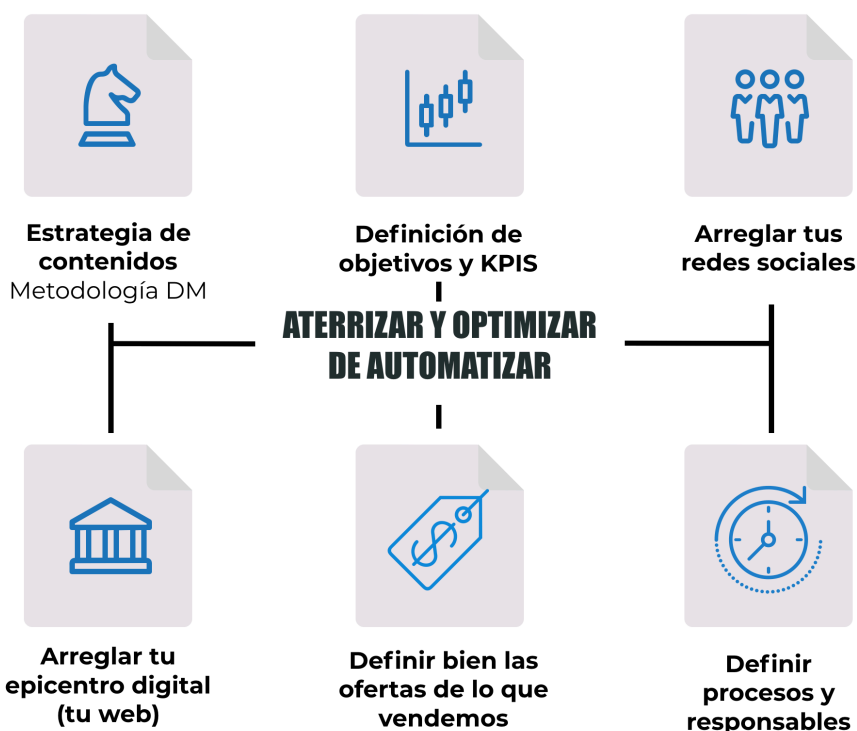 Estrategia de
contenidos
Metodología DM
Definición de
objetivos y KPIS
Arreglar tus
redes sociales
ATERRIZAR Y OPTIMIZAR
DE AUTOMATIZAR
Arreglar tu
epicentro digital
(tu web)
Definir bien las
ofertas de lo que
vendemos
Definir
procesos y
responsables